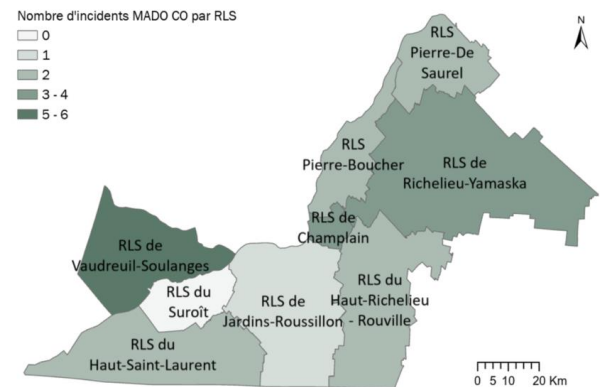 Nombre d'incidents MADO CO par RLS
0
1
2
3 - 4
5 - 6
RLS
Pierre-De
Saurel
N
RLS
Pierre-Boucher
RLS de
Richelieu-Yamaska
RLS de
Champlain
RLS de
Vaudreuil-Soulanges
RLS du
Suroît
RLS de
Jardins-Roussillon
RLS du
Haut-Richelieu
- Rouville
RLS du
Haut-Saint-Laurent
0 5 10 20 Km